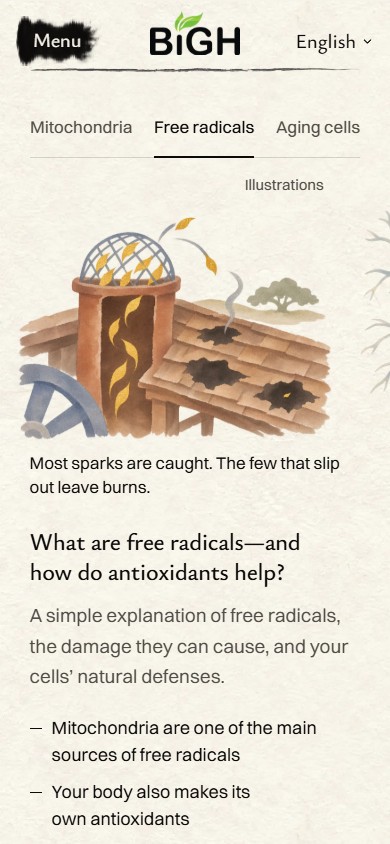 Menu
BiGH
English
Mitochondria
Free radicals
Aging cells
Illustrations
Most sparks are caught. The few that slip
out leave burns.
What are free radicals—and
how do antioxidants help?
A simple explanation of free radicals,
the damage they can cause, and your
cells’ natural defenses.
— Mitochondria are one of the main
sources of free radicals
— Your body also makes its
own antioxidants